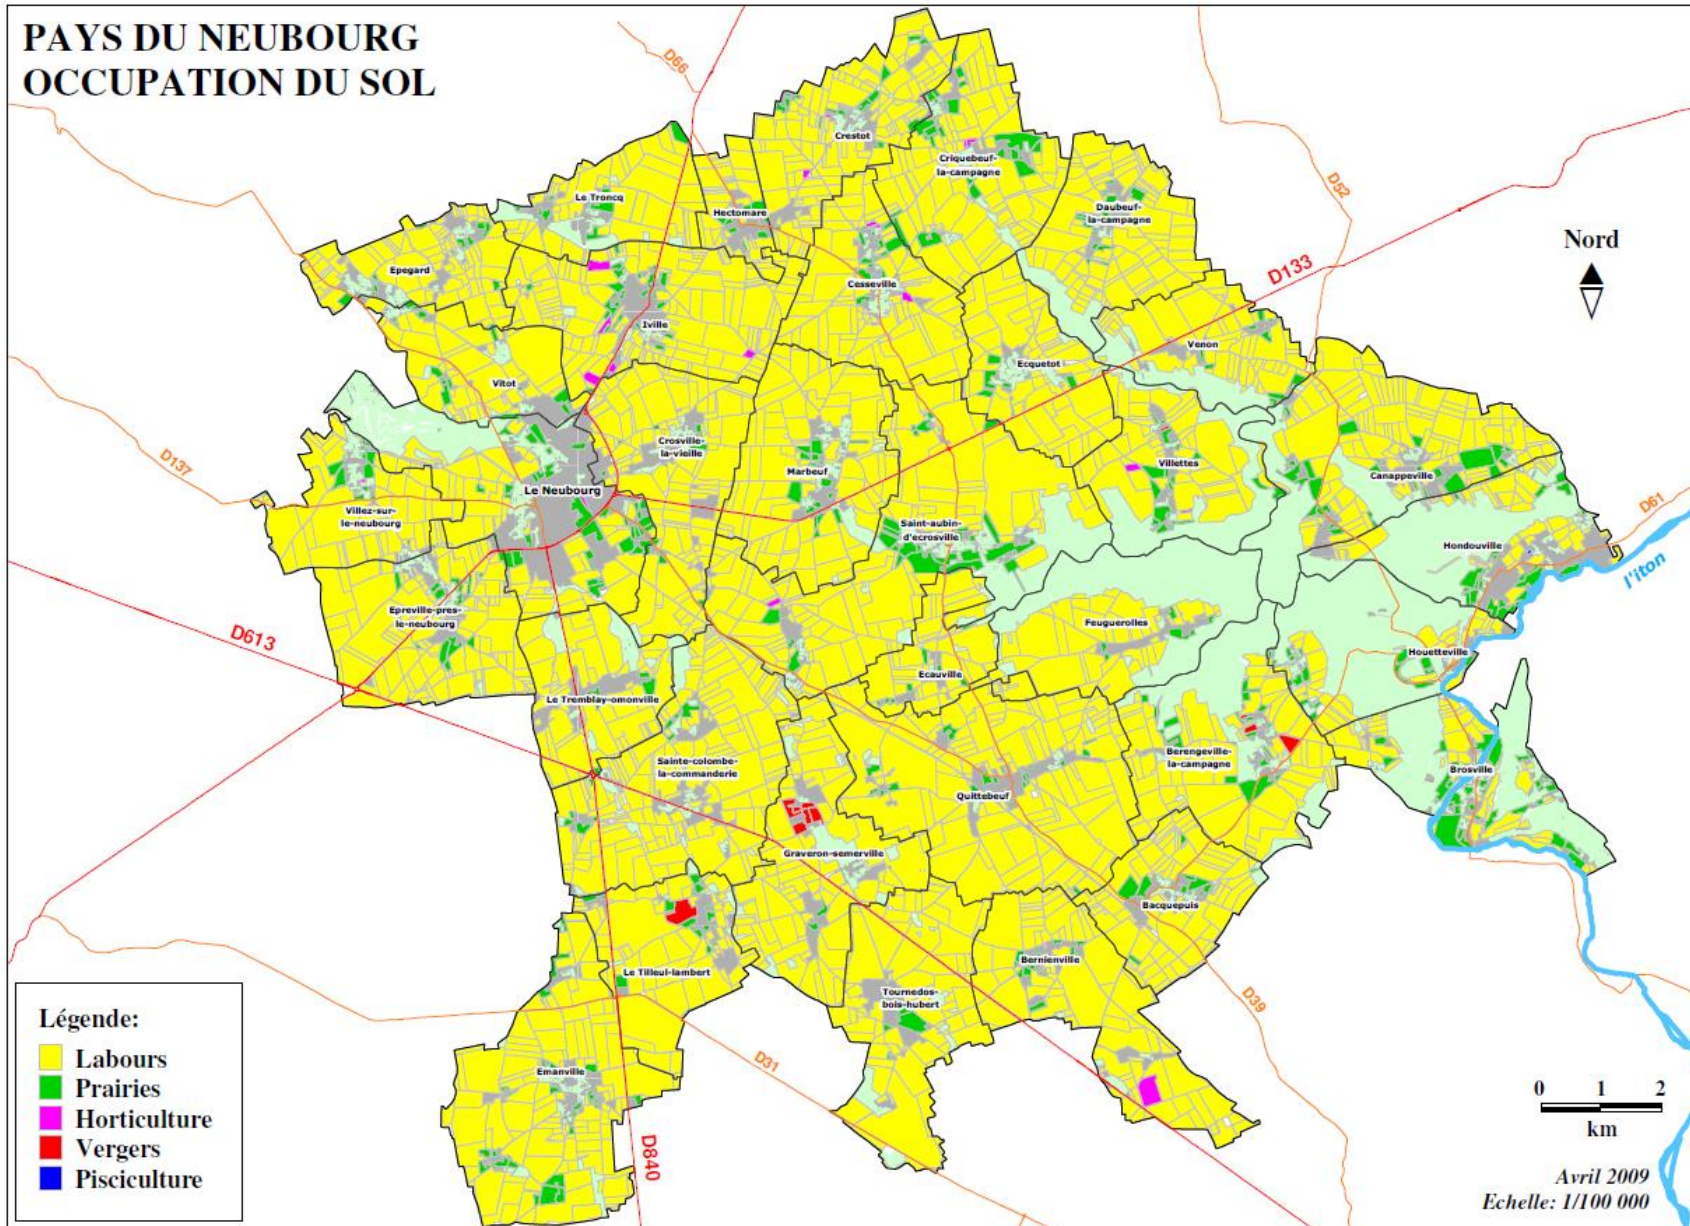 PAYS DU NEUBOURG
OCCUPATION DU SOL
D66
Crestot
Criquebeuf-
la-campagne
D52
Le Troncq
Hectomare
Daubeuf-
la-campagne
Nord
Epegard
Cesseville
D133
Iville
Venon
Ecquetot
Vitot
Crosville-
la-vieille
Marbeuf
Villettes
Canappeville
D137
Le Neubourg
Villez-sur-
le-neubourg
Saint-aubin-
d'ecrosville
D61
Hondouville
l'iton
Epreville-pres-
le-neubourg
Feuguerolles
D613
Houetteville
Ecauville
Le Tremblay-omonville
Sainte-colombe-
la-commanderie
Berengeville-
la-campagne
Brosville
Quittebeuf
Graveron-semerville
Bacquepuis
Le Tilleul-lambert
Bernienville
Tournedos-
bois-hubert
D39
D31
Emanville
D840
Légende:
Labours
Prairies
Horticulture
Vergers
Pisciculture
0 1 2
km
Avril 2009
Echelle: 1/100 000